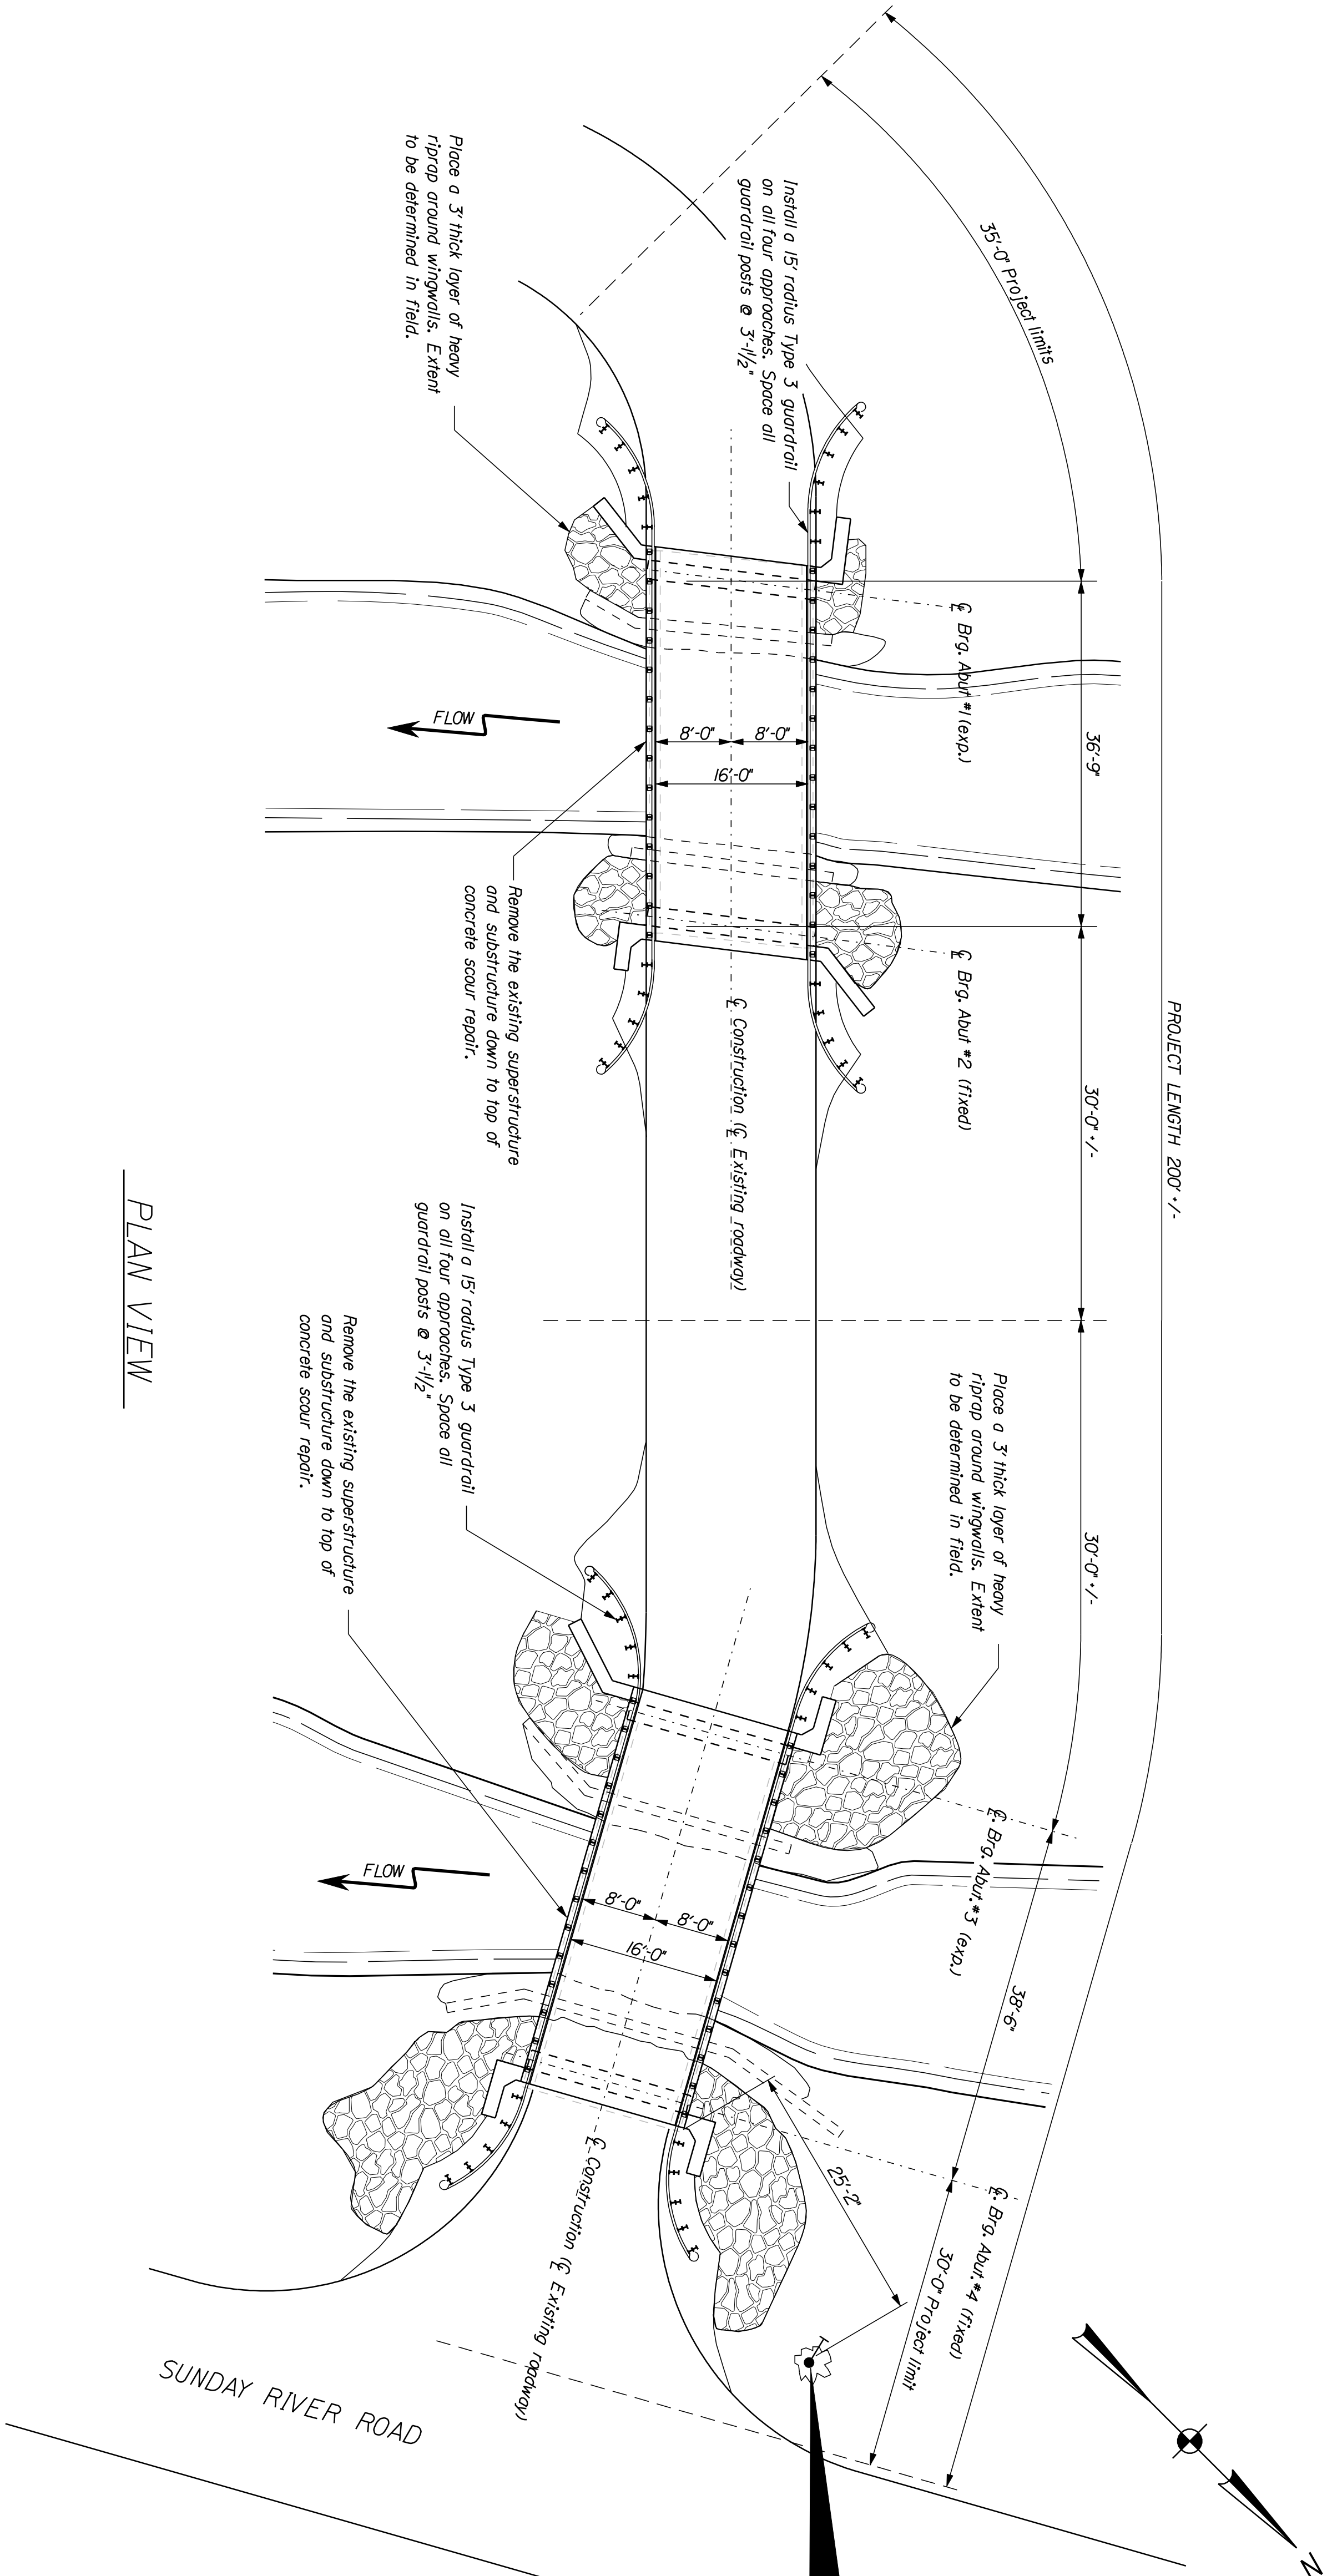 PROJECT LENGTH 200' +/-
35'-0" Project limits
36'-9"
30'-0" +/-
30'-0" +/-
38'-6"
30'-0" Project limit
℄ Brg. Abut #1 (exp.)
℄ Brg. Abut #2 (fixed)
℄ Brg. Abut. #3 (exp.)
℄ Brg. Abut. #4 (fixed)
Install a 15' radius Type 3 guardrail
on all four approaches. Space all
guardrail posts @ 3'-1½"
Place a 3' thick layer of heavy
riprap around wingwalls. Extent
to be determined in field.
8'-0"
8'-0"
16'-0"
FLOW
Remove the existing superstructure
and substructure down to top of
concrete scour repair.
℄ Construction (℄ Existing roadway)
Place a 3' thick layer of heavy
riprap around wingwalls. Extent
to be determined in field.
Install a 15' radius Type 3 guardrail
on all four approaches. Space all
guardrail posts @ 3'-1½"
Remove the existing superstructure
and substructure down to top of
concrete scour repair.
8'-0"
8'-0"
16'-0"
FLOW
25'-2"
℄ Construction (℄ Existing roadway)
SUNDAY RIVER ROAD
N
PLAN VIEW